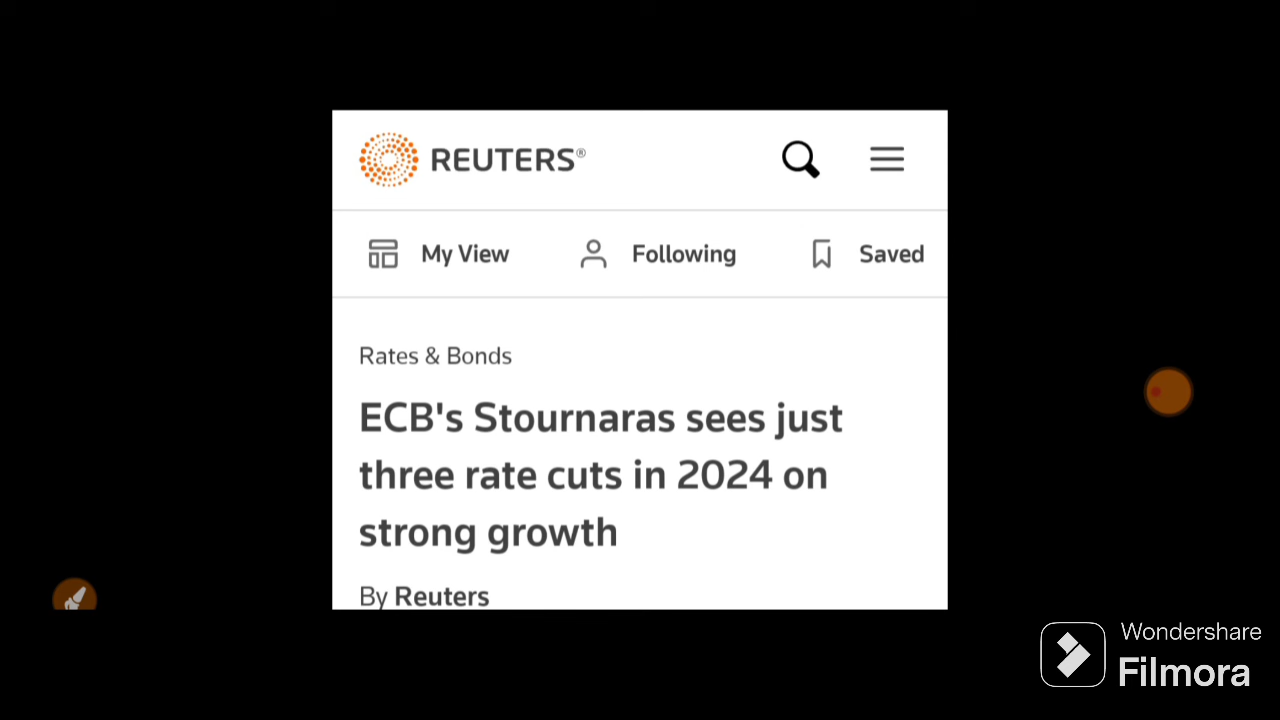 REUTERS®
My View Following Saved
Rates & Bonds
ECB's Stournaras sees just
three rate cuts in 2024 on
strong growth
By Reuters
Wondershare
Filmora